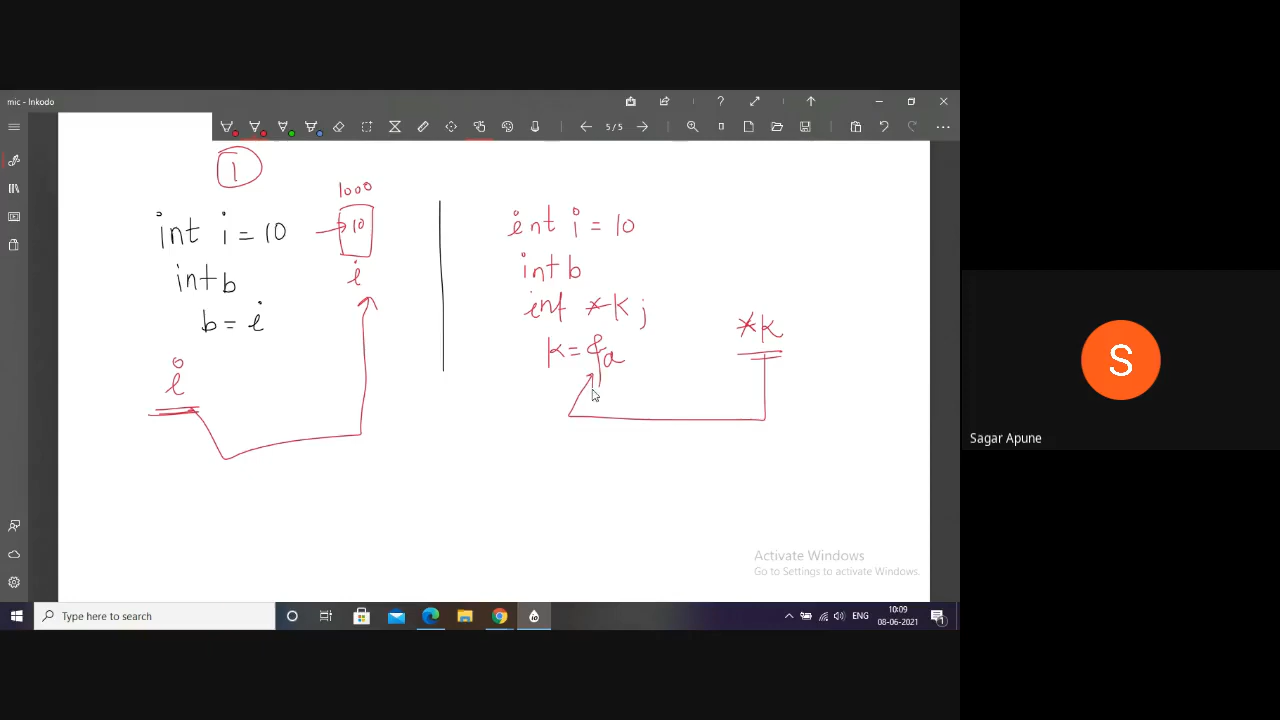 mic - Inkodo
5/5
1
1000
int i = 10
10
i
int b
b = i
i
int i = 10
int b
int *k ;
k = &a
*k
S
Sagar Apune
Activate Windows
Go to Settings to activate Windows.
Type here to search
ENG
10:09
08-06-2021
1